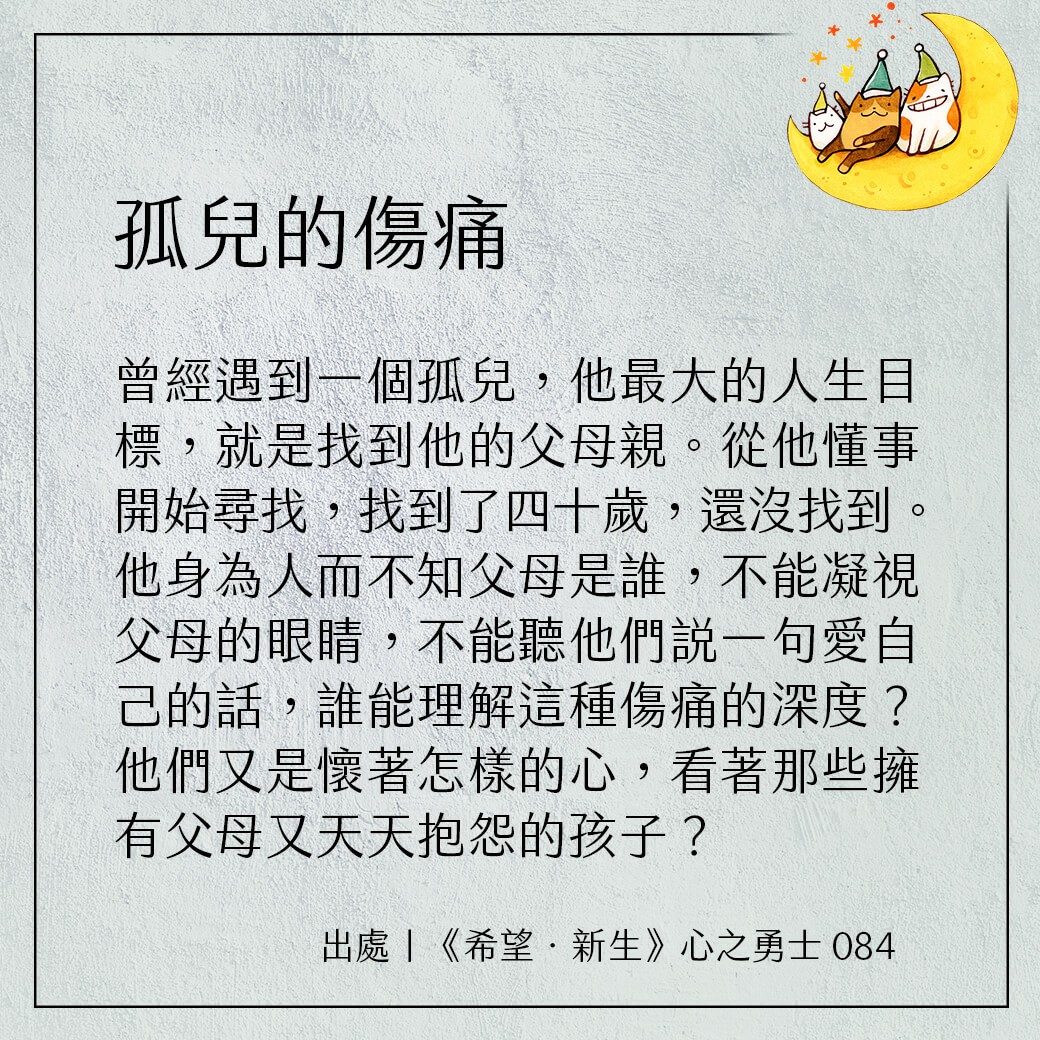 孤兒的傷痛
曾經遇到一個孤兒，他最大的人生目
標，就是找到他的父母親。從他懂事
開始尋找，找到了四十歲，還沒找到。
他身為人而不知父母是誰，不能凝視
父母的眼睛，不能聽他們說一句愛自
己的話，誰能理解這種傷痛的深度？
他們又是懷著怎樣的心，看著那些擁
有父母又天天抱怨的孩子？
出處｜《希望．新生》心之勇士 084